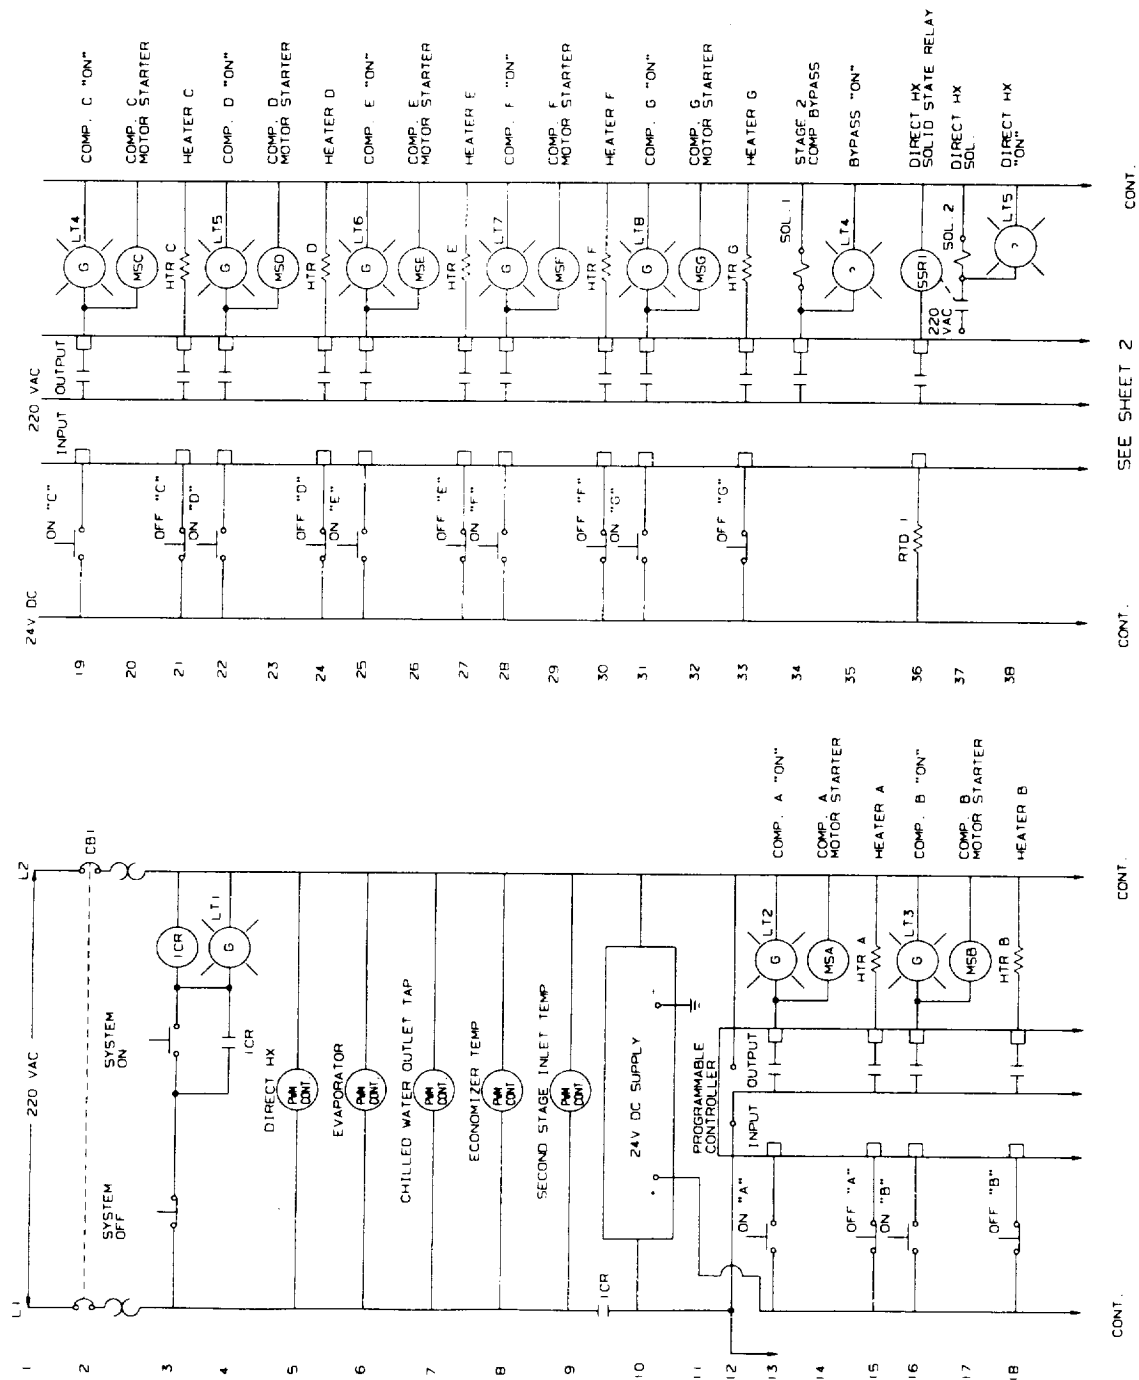 L1
220 VAC
L2
1
2
CB1
SYSTEM
OFF
SYSTEM
ON
3
1CR
LT1
4
G
1CR
DIRECT HX
5
PWM
CONT.
EVAPORATOR
6
PWM
CONT.
CHILLED WATER OUTLET TAP
7
PWM
CONT.
ECONOMIZER TEMP
8
PWM
CONT.
SECOND STAGE INLET TEMP
9
PWM
CONT.
1CR
10
24V DC SUPPLY
+
-
11
PROGRAMMABLE
CONTROLLER
12
INPUT
OUTPUT
ON "A"
LT2
13
G
COMP. A "ON"
14
MSA
COMP. A
MOTOR STARTER
OFF "A"
HTR A
15
HEATER A
ON "B"
LT3
16
G
COMP. B "ON"
17
MSB
COMP. B
MOTOR STARTER
OFF "B"
HTR B
18
HEATER B
CONT.
CONT.
24V DC
220 VAC
INPUT
OUTPUT
ON "C"
LT4
19
G
COMP. C "ON"
20
MSC
COMP. C
MOTOR STARTER
OFF "C"
HTR C
21
HEATER C
ON "D"
LT5
22
G
COMP. D "ON"
23
MSD
COMP. D
MOTOR STARTER
OFF "D"
HTR D
24
HEATER D
ON "E"
LT6
25
G
COMP. E "ON"
26
MSE
COMP. E
MOTOR STARTER
OFF "E"
HTR E
27
HEATER E
ON "F"
LT7
28
G
COMP. F "ON"
29
MSF
COMP. F
MOTOR STARTER
OFF "F"
HTR F
30
HEATER F
ON "G"
LT8
31
G
COMP. G "ON"
32
MSG
COMP. G
MOTOR STARTER
OFF "G"
HTR G
33
HEATER G
SOL. 1
34
STAGE 2
COMP BYPASS
LT4
35
?
BYPASS "ON"
RTD 1
36
SSR1
DIRECT HX
SOLID STATE RELAY
220
VAC
SOL. 2
37
DIRECT HX
SOL.
LT5
38
?
DIRECT HX
"ON"
CONT.
SEE SHEET 2
CONT.